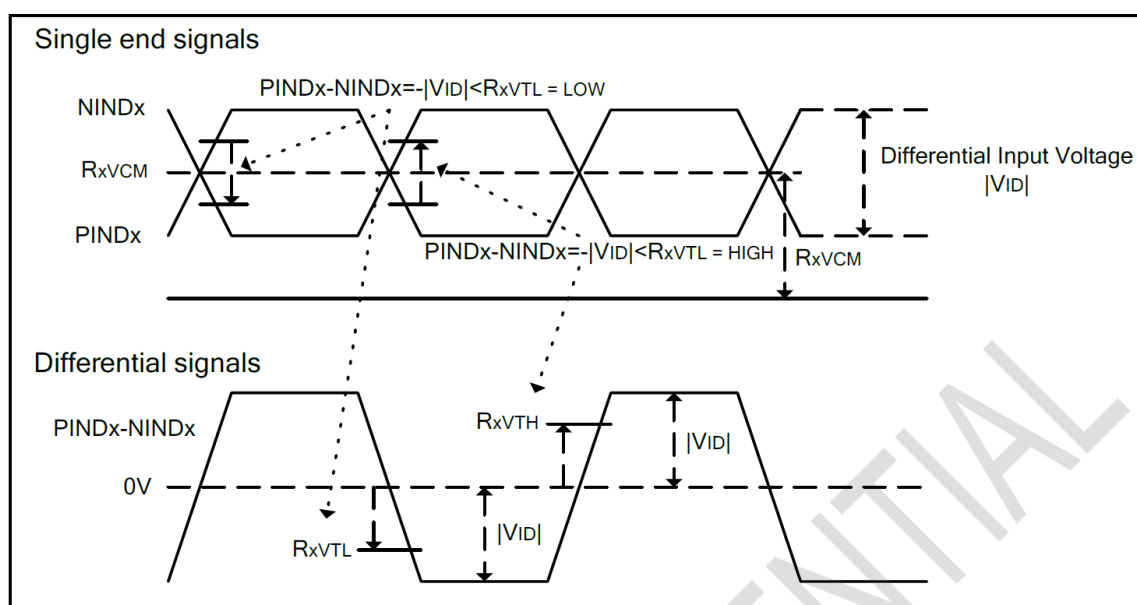 Single end signals
PINDx-NINDx=-|VID|<RxVTL = LOW
NINDx
RxVCM
Differential Input Voltage
|VID|
PINDx
PINDx-NINDx=-|VID|<RxVTL = HIGH
RxVCM
Differential signals
PINDx-NINDx
RxVTH
|VID|
0V
RxVTL
|VID|
ENTIAL